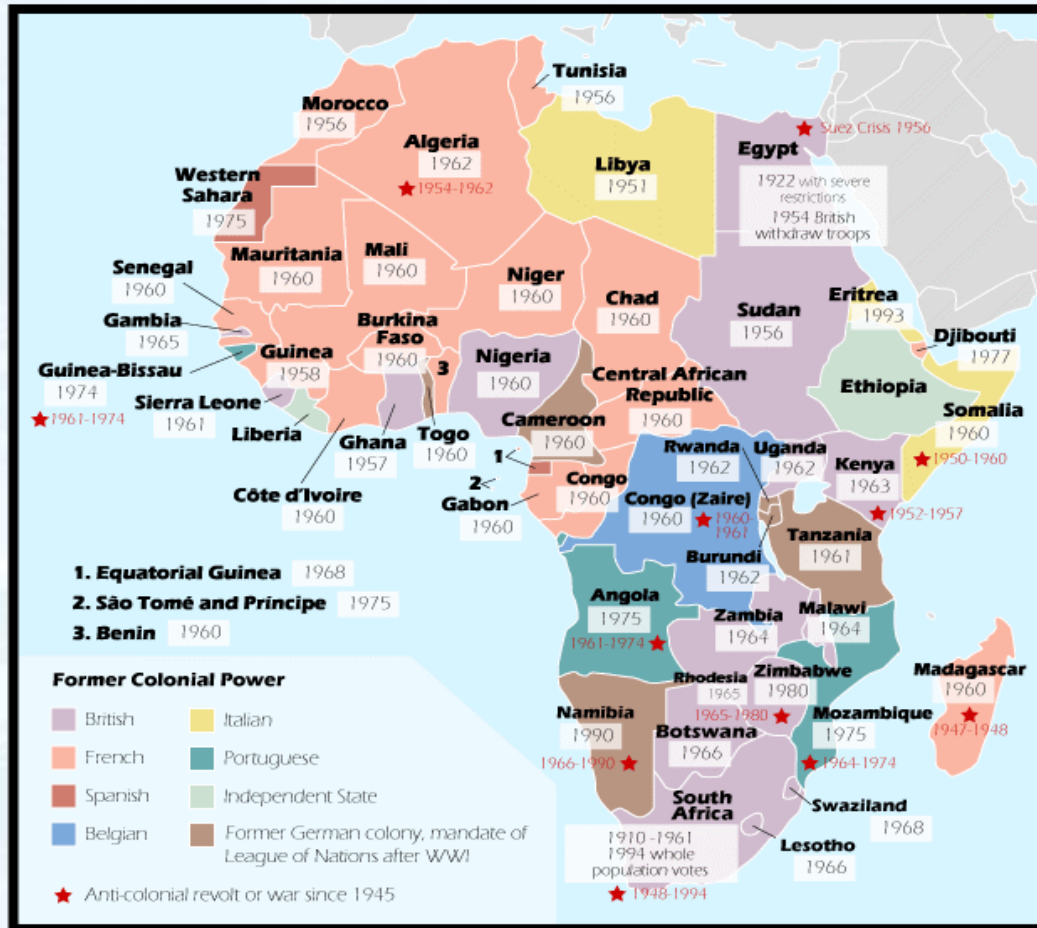 Tunisia
1956
Morocco
1956
Algeria
1962
1954-1962
Libya
1951
Egypt
Suez Crisis 1956
1922 with severe
restrictions
1954 British
withdraw troops
Western
Sahara
1975
Mauritania
1960
Mali
1960
Niger
1960
Chad
1960
Sudan
1956
Eritrea
1993
Djibouti
1977
Senegal
1960
Gambia
1965
Guinea-Bissau
1974
1961-1974
Guinea
1958
Burkina
Faso
1960
3
Nigeria
1960
Central African
Republic
1960
Ethiopia
Somalia
1960
1950-1960
Sierra Leone
1961
Liberia
Ghana
1957
Togo
1960
Cameroon
1960
Côte d'Ivoire
1960
1
2
Gabon
1960
Congo
1960
Congo (Zaire)
1960
1960-
1961
Rwanda
1962
Uganda
1962
Kenya
1963
1952-1957
Burundi
1962
Tanzania
1961
1. Equatorial Guinea 1968
2. São Tomé and Príncipe 1975
3. Benin 1960
Angola
1975
1961-1974
Zambia
1964
Malawi
1964
Rhodesia
1965
1965-1980
Zimbabwe
1980
Mozambique
1975
1964-1974
Madagascar
1960
1947-1948
Namibia
1990
1966-1990
Botswana
1966
South
Africa
1910 -1961
1994 whole
population votes
1948-1994
Swaziland
1968
Lesotho
1966
Former Colonial Power
British
Italian
French
Portuguese
Spanish
Independent State
Belgian
Former German colony, mandate of
League of Nations after WWI
Anti-colonial revolt or war since 1945